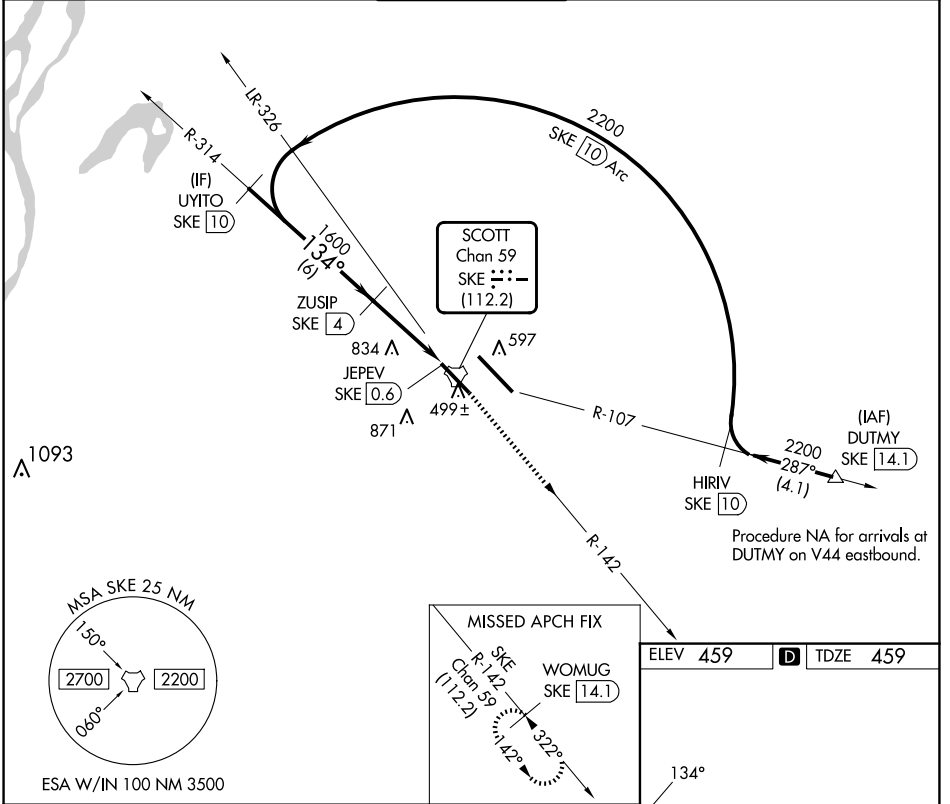 LR-326
R-314
2200
SKE 10 Arc
(IF)
UYITO
SKE 10
1600
134°
(6)
SCOTT
Chan 59
SKE
(112.2)
ZUSIP
SKE 4
834
597
JEPEV
SKE 0.6
499±
871
R-107
(IAF)
DUTMY
SKE 14.1
2200
287°
(4.1)
1093
HIRIV
SKE 10
Procedure NA for arrivals at
DUTMY on V44 eastbound.
R-142
MSA SKE 25 NM
150°
2700
2200
060°
ESA W/IN 100 NM 3500
MISSED APCH FIX
SKE
R-142
Chan 59
(112.2)
WOMUG
SKE 14.1
142°
322°
ELEV 459
D
TDZE 459
134°